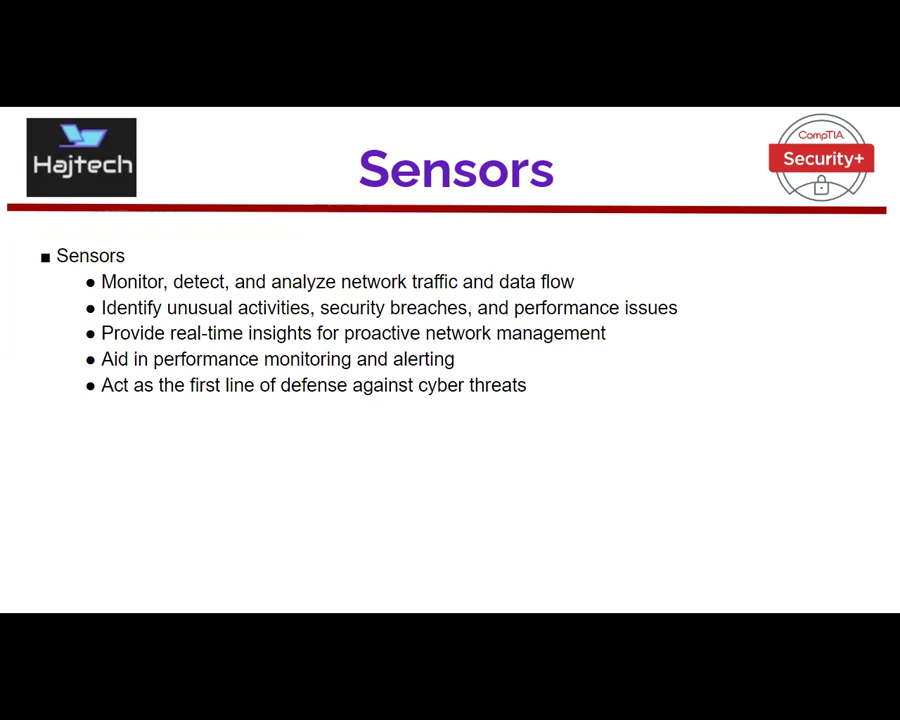 Hajtech
Sensors
CompTIA
Security+
■ Sensors
● Monitor, detect, and analyze network traffic and data flow
● Identify unusual activities, security breaches, and performance issues
● Provide real-time insights for proactive network management
● Aid in performance monitoring and alerting
● Act as the first line of defense against cyber threats